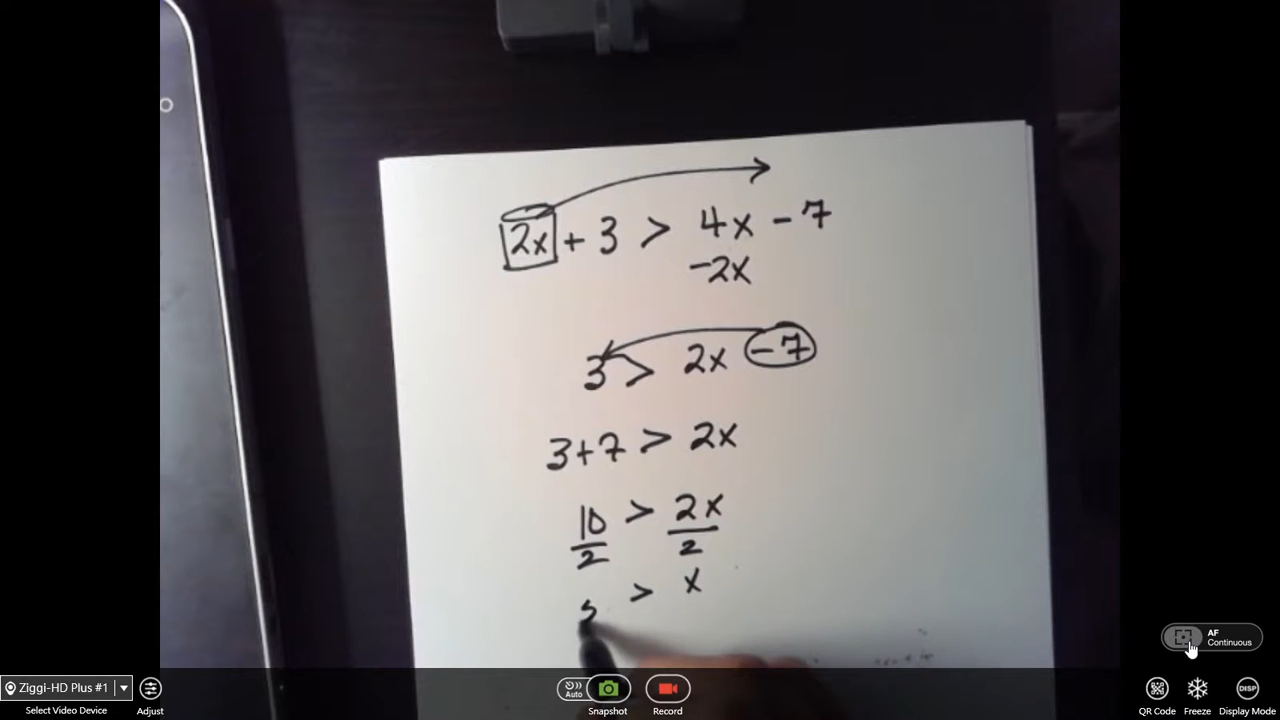 2x + 3 > 4x - 7
-2x
3 > 2x - 7
3+7 > 2x
10/2 > 2x/2
5 > x
AF
Continuous
Ziggi-HD Plus #1
Select Video Device
Adjust
Auto
Snapshot
Record
QR Code
Freeze
DISP
Display Mode